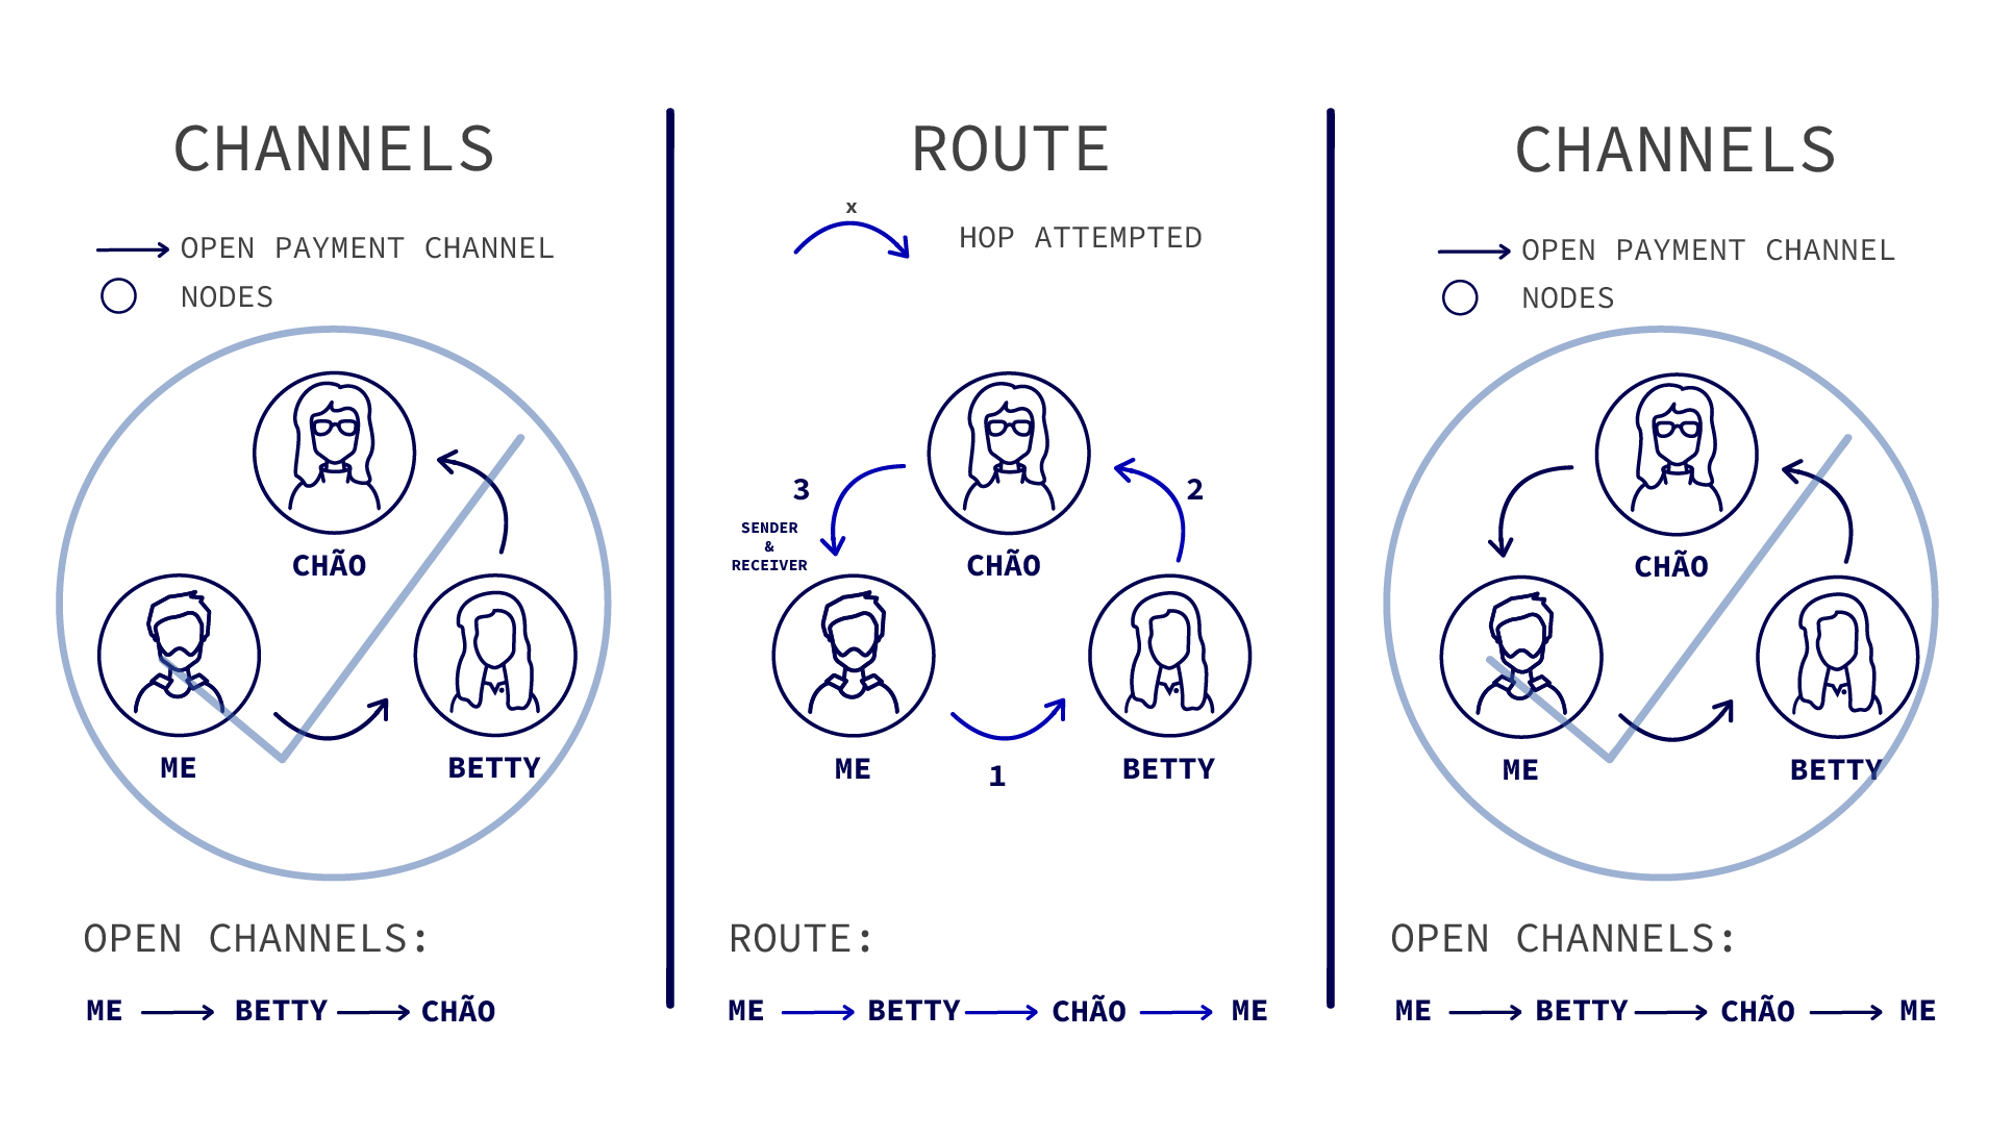 CHANNELS
OPEN PAYMENT CHANNEL
NODES
CHÃO
ME
BETTY
OPEN CHANNELS:
ME BETTY CHÃO
ROUTE
x
HOP ATTEMPTED
3
2
SENDER
&
RECEIVER
CHÃO
ME
BETTY
1
ROUTE:
ME BETTY CHÃO ME
CHANNELS
OPEN PAYMENT CHANNEL
NODES
CHÃO
ME
BETTY
OPEN CHANNELS:
ME BETTY CHÃO ME